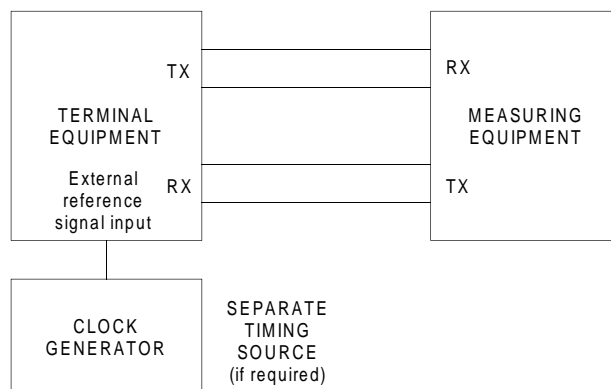 TX
RX
TERMINAL
EQUIPMENT
MEASURING
EQUIPMENT
External
reference
signal input
RX
TX
CLOCK
GENERATOR
SEPARATE
TIMING
SOURCE
(if required)